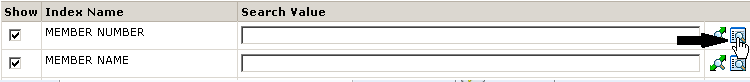 Show Index Name Search Value
MEMBER NUMBER
MEMBER NAME